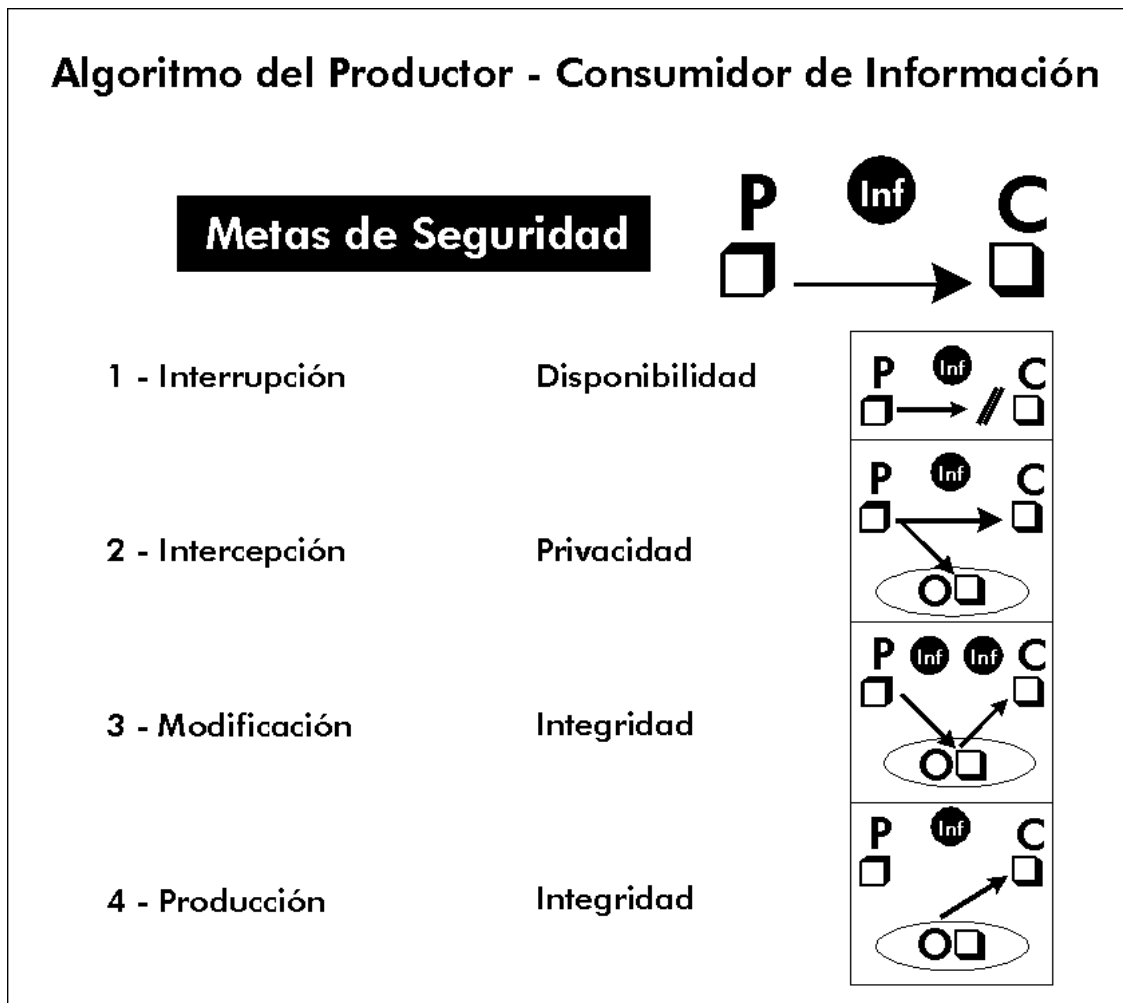 Algoritmo del Productor - Consumidor de Información
P Inf C
Metas de Seguridad
1 - Interrupción Disponibilidad
P Inf C
2 - Intercepción Privacidad
P Inf C
O
3 - Modificación Integridad
P Inf Inf C
O
4 - Producción Integridad
P Inf C
O